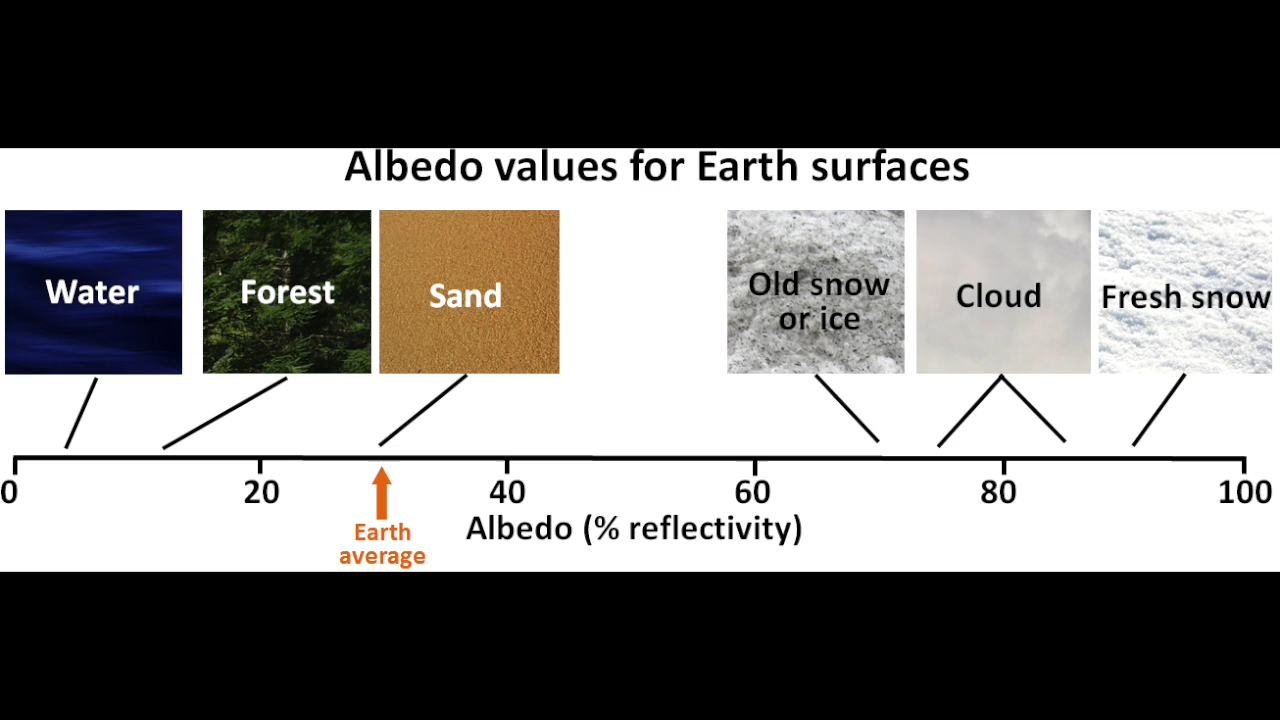 Albedo values for Earth surfaces
Water
Forest
Sand
Old snow
or ice
Cloud
Fresh snow
0
20
40
60
80
100
Earth
average
Albedo (% reflectivity)